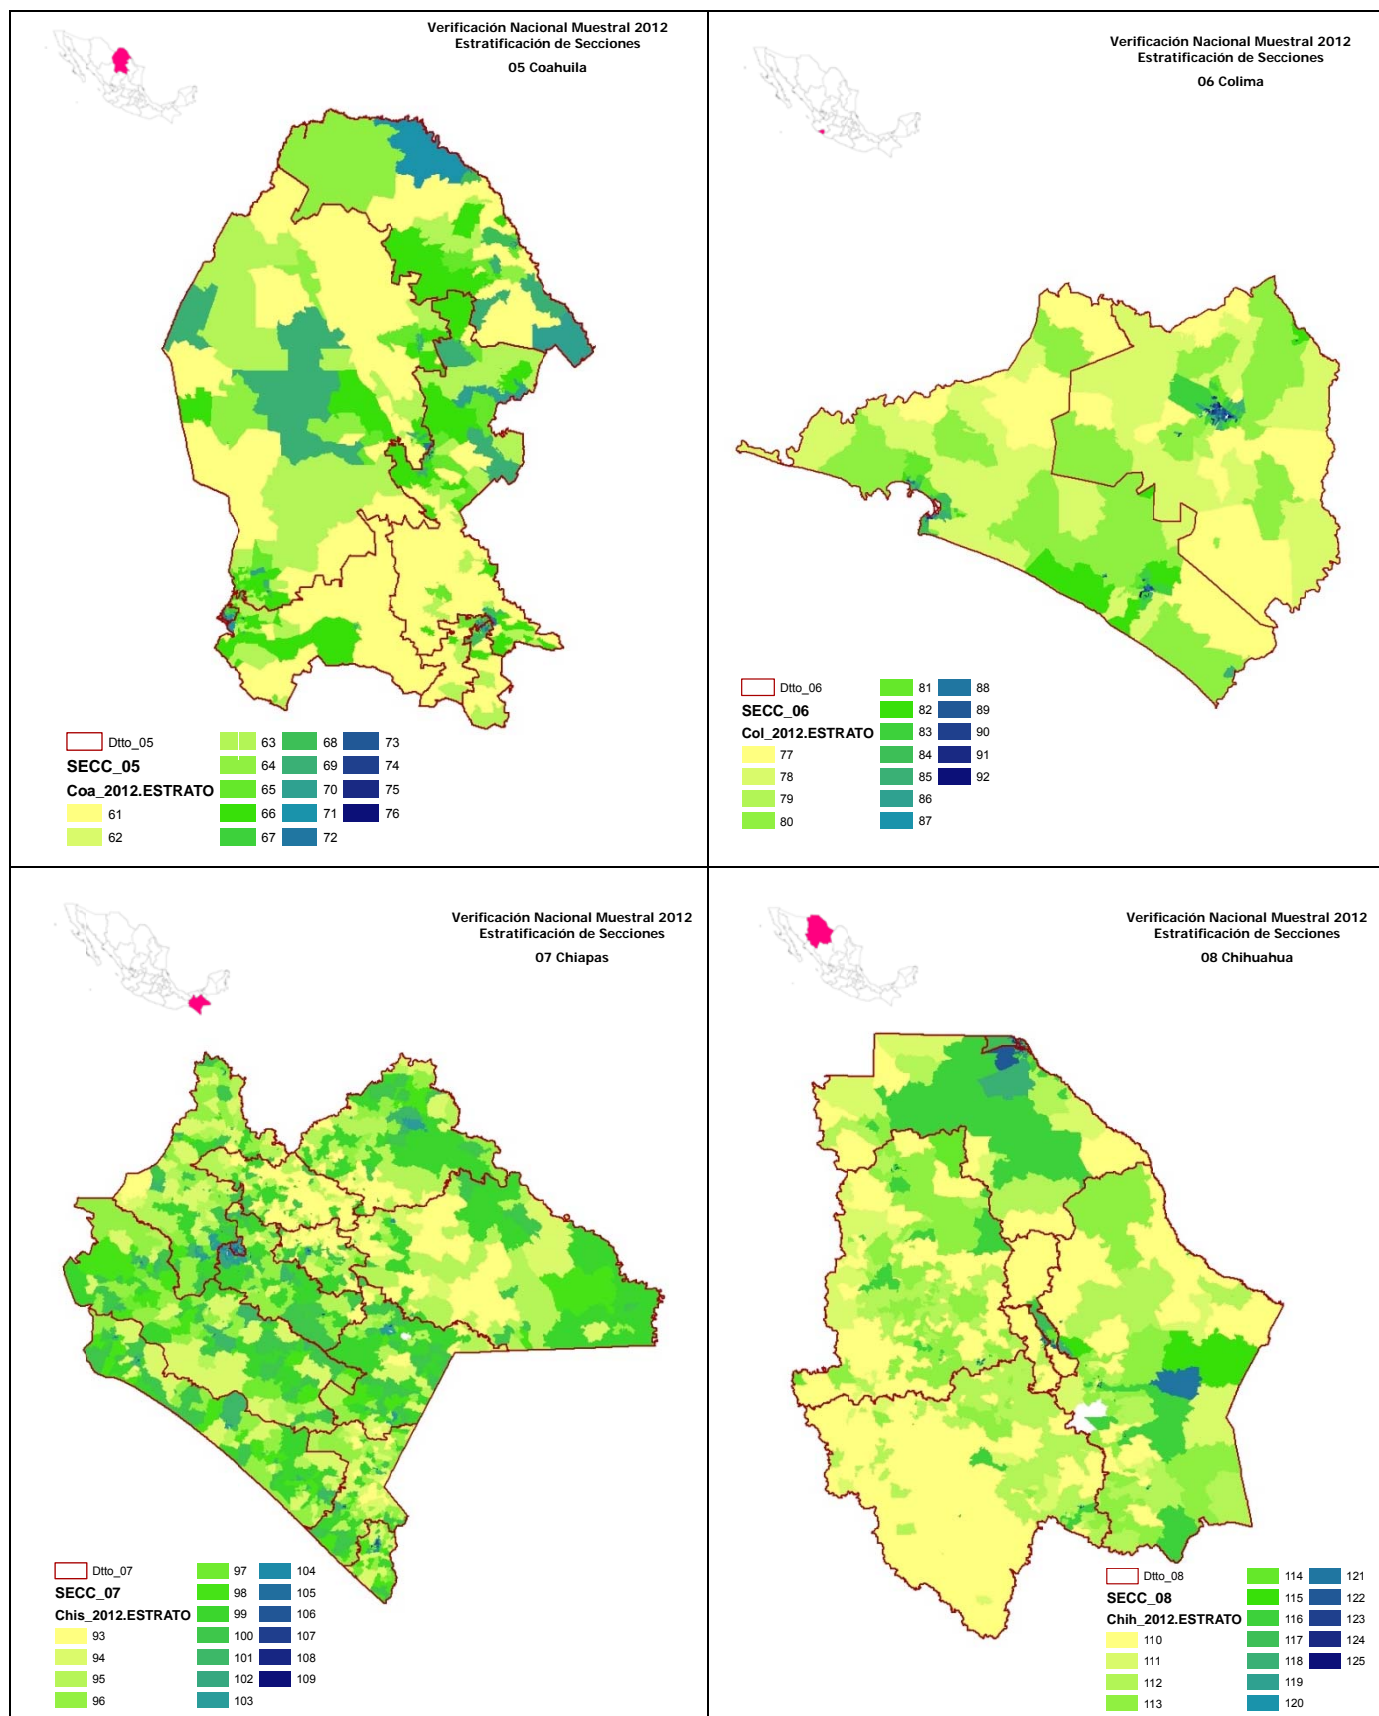 Verificación Nacional Muestral 2012
Estratificación de Secciones
05 Coahuila
Dtto_05
SECC_05
Coa_2012.ESTRATO
61
62
63
64
65
66
67
68
69
70
71
72
73
74
75
76
Verificación Nacional Muestral 2012
Estratificación de Secciones
06 Colima
Dtto_06
SECC_06
Col_2012.ESTRATO
77
78
79
80
81
82
83
84
85
86
87
88
89
90
91
92
Verificación Nacional Muestral 2012
Estratificación de Secciones
07 Chiapas
Dtto_07
SECC_07
Chis_2012.ESTRATO
93
94
95
96
97
98
99
100
101
102
103
104
105
106
107
108
109
Verificación Nacional Muestral 2012
Estratificación de Secciones
08 Chihuahua
Dtto_08
SECC_08
Chih_2012.ESTRATO
110
111
112
113
114
115
116
117
118
119
120
121
122
123
124
125